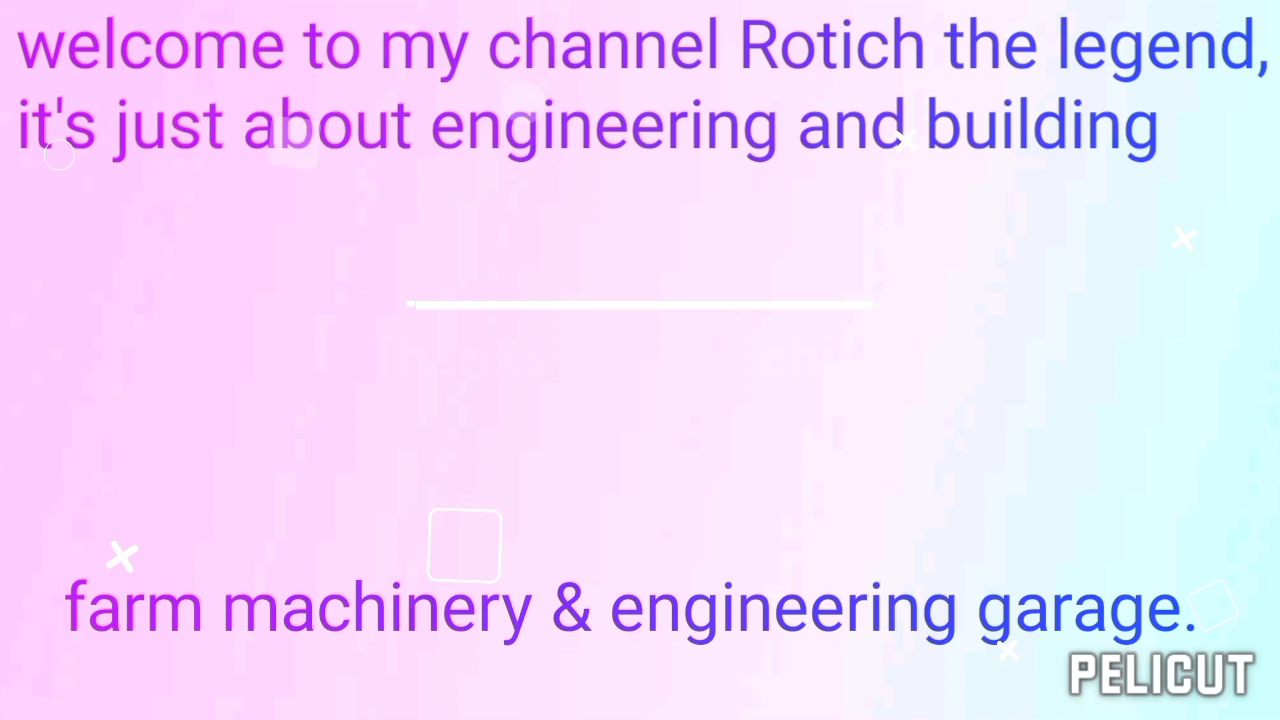 welcome to my channel Rotich the legend,
it's just about engineering and building
farm machinery & engineering garage.
PELICUT